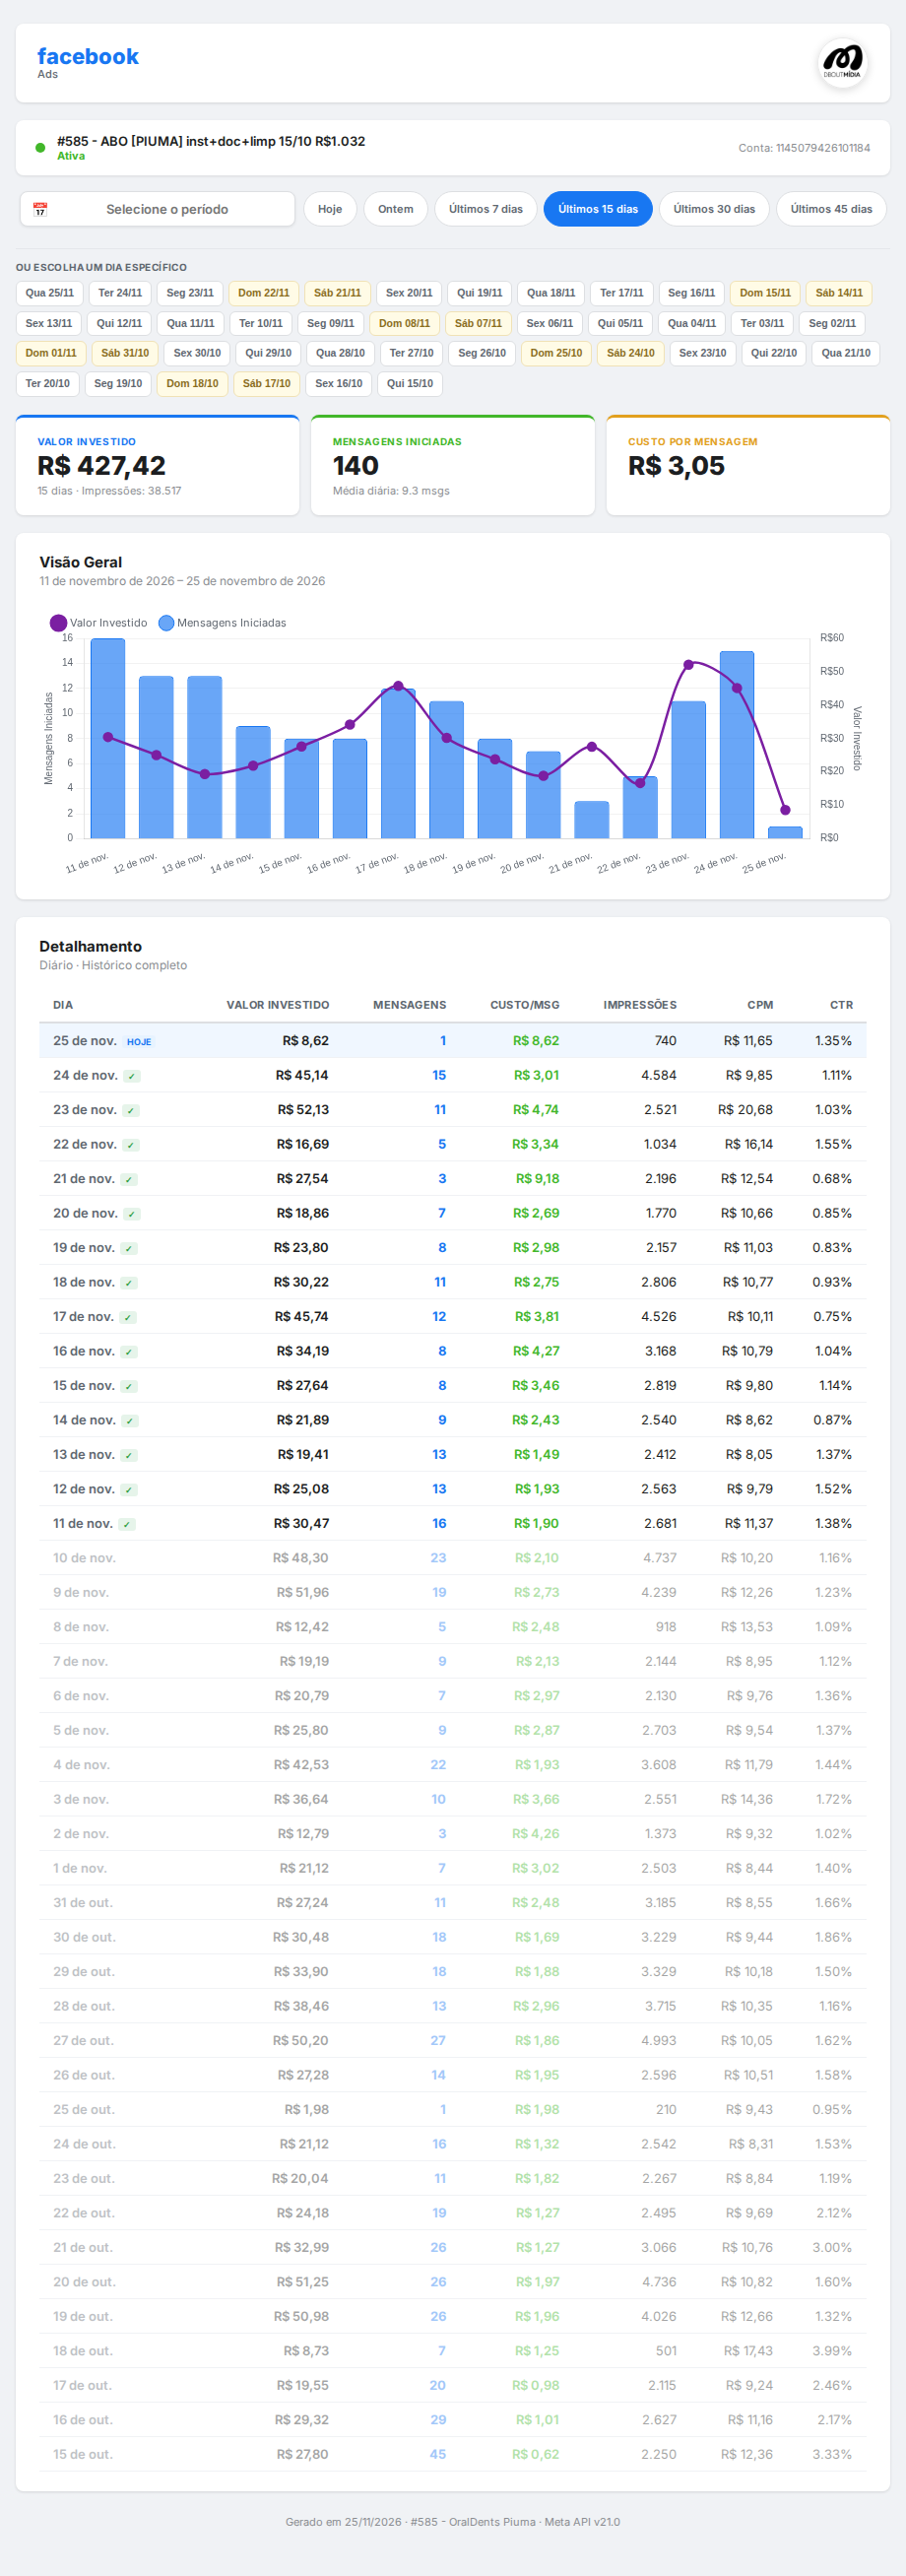 facebook
Ads
DBOUTMÍDIA
#585 - ABO [PIUMA] inst+doc+limp 15/10 R$1.032
Ativa
Conta: 1145079426101184
📅 Selecione o período Hoje Ontem Últimos 7 dias Últimos 15 dias Últimos 30 dias Últimos 45 dias
OU ESCOLHA UM DIA ESPECÍFICO
Qua 25/11 Ter 24/11 Seg 23/11 Dom 22/11 Sáb 21/11 Sex 20/11 Qui 19/11 Qua 18/11 Ter 17/11 Seg 16/11 Dom 15/11 Sáb 14/11
Sex 13/11 Qui 12/11 Qua 11/11 Ter 10/11 Seg 09/11 Dom 08/11 Sáb 07/11 Sex 06/11 Qui 05/11 Qua 04/11 Ter 03/11 Seg 02/11
Dom 01/11 Sáb 31/10 Sex 30/10 Qui 29/10 Qua 28/10 Ter 27/10 Seg 26/10 Dom 25/10 Sáb 24/10 Sex 23/10 Qui 22/10 Qua 21/10
Ter 20/10 Seg 19/10 Dom 18/10 Sáb 17/10 Sex 16/10 Qui 15/10
VALOR INVESTIDO
R$ 427,42
15 dias · Impressões: 38.517
MENSAGENS INICIADAS
140
Média diária: 9.3 msgs
CUSTO POR MENSAGEM
R$ 3,05
Visão Geral
11 de novembro de 2026 – 25 de novembro de 2026
Valor Investido Mensagens Iniciadas
Mensagens Iniciadas
16
14
12
10
8
6
4
2
0
R$60
R$50
R$40
R$30
R$20
R$10
R$0
Valor Investido
11 de nov. 12 de nov. 13 de nov. 14 de nov. 15 de nov. 16 de nov. 17 de nov. 18 de nov. 19 de nov. 20 de nov. 21 de nov. 22 de nov. 23 de nov. 24 de nov. 25 de nov.
Detalhamento
Diário · Histórico completo
DIA VALOR INVESTIDO MENSAGENS CUSTO/MSG IMPRESSÕES CPM CTR
25 de nov. HOJE R$ 8,62 1 R$ 8,62 740 R$ 11,65 1.35%
24 de nov. ✓ R$ 45,14 15 R$ 3,01 4.584 R$ 9,85 1.11%
23 de nov. ✓ R$ 52,13 11 R$ 4,74 2.521 R$ 20,68 1.03%
22 de nov. ✓ R$ 16,69 5 R$ 3,34 1.034 R$ 16,14 1.55%
21 de nov. ✓ R$ 27,54 3 R$ 9,18 2.196 R$ 12,54 0.68%
20 de nov. ✓ R$ 18,86 7 R$ 2,69 1.770 R$ 10,66 0.85%
19 de nov. ✓ R$ 23,80 8 R$ 2,98 2.157 R$ 11,03 0.83%
18 de nov. ✓ R$ 30,22 11 R$ 2,75 2.806 R$ 10,77 0.93%
17 de nov. ✓ R$ 45,74 12 R$ 3,81 4.526 R$ 10,11 0.75%
16 de nov. ✓ R$ 34,19 8 R$ 4,27 3.168 R$ 10,79 1.04%
15 de nov. ✓ R$ 27,64 8 R$ 3,46 2.819 R$ 9,80 1.14%
14 de nov. ✓ R$ 21,89 9 R$ 2,43 2.540 R$ 8,62 0.87%
13 de nov. ✓ R$ 19,41 13 R$ 1,49 2.412 R$ 8,05 1.37%
12 de nov. ✓ R$ 25,08 13 R$ 1,93 2.563 R$ 9,79 1.52%
11 de nov. ✓ R$ 30,47 16 R$ 1,90 2.681 R$ 11,37 1.38%
10 de nov. R$ 48,30 23 R$ 2,10 4.737 R$ 10,20 1.16%
9 de nov. R$ 51,96 19 R$ 2,73 4.239 R$ 12,26 1.23%
8 de nov. R$ 12,42 5 R$ 2,48 918 R$ 13,53 1.09%
7 de nov. R$ 19,19 9 R$ 2,13 2.144 R$ 8,95 1.12%
6 de nov. R$ 20,79 7 R$ 2,97 2.130 R$ 9,76 1.36%
5 de nov. R$ 25,80 9 R$ 2,87 2.703 R$ 9,54 1.37%
4 de nov. R$ 42,53 22 R$ 1,93 3.608 R$ 11,79 1.44%
3 de nov. R$ 36,64 10 R$ 3,66 2.551 R$ 14,36 1.72%
2 de nov. R$ 12,79 3 R$ 4,26 1.373 R$ 9,32 1.02%
1 de nov. R$ 21,12 7 R$ 3,02 2.503 R$ 8,44 1.40%
31 de out. R$ 27,24 11 R$ 2,48 3.185 R$ 8,55 1.66%
30 de out. R$ 30,48 18 R$ 1,69 3.229 R$ 9,44 1.86%
29 de out. R$ 33,90 18 R$ 1,88 3.329 R$ 10,18 1.50%
28 de out. R$ 38,46 13 R$ 2,96 3.715 R$ 10,35 1.16%
27 de out. R$ 50,20 27 R$ 1,86 4.993 R$ 10,05 1.62%
26 de out. R$ 27,28 14 R$ 1,95 2.596 R$ 10,51 1.58%
25 de out. R$ 1,98 1 R$ 1,98 210 R$ 9,43 0.95%
24 de out. R$ 21,12 16 R$ 1,32 2.542 R$ 8,31 1.53%
23 de out. R$ 20,04 11 R$ 1,82 2.267 R$ 8,84 1.19%
22 de out. R$ 24,18 19 R$ 1,27 2.495 R$ 9,69 2.12%
21 de out. R$ 32,99 26 R$ 1,27 3.066 R$ 10,76 3.00%
20 de out. R$ 51,25 26 R$ 1,97 4.736 R$ 10,82 1.60%
19 de out. R$ 50,98 26 R$ 1,96 4.026 R$ 12,66 1.32%
18 de out. R$ 8,73 7 R$ 1,25 501 R$ 17,43 3.99%
17 de out. R$ 19,55 20 R$ 0,98 2.115 R$ 9,24 2.46%
16 de out. R$ 29,32 29 R$ 1,01 2.627 R$ 11,16 2.17%
15 de out. R$ 27,80 45 R$ 0,62 2.250 R$ 12,36 3.33%
Gerado em 25/11/2026 · #585 - OralDents Piuma · Meta API v21.0